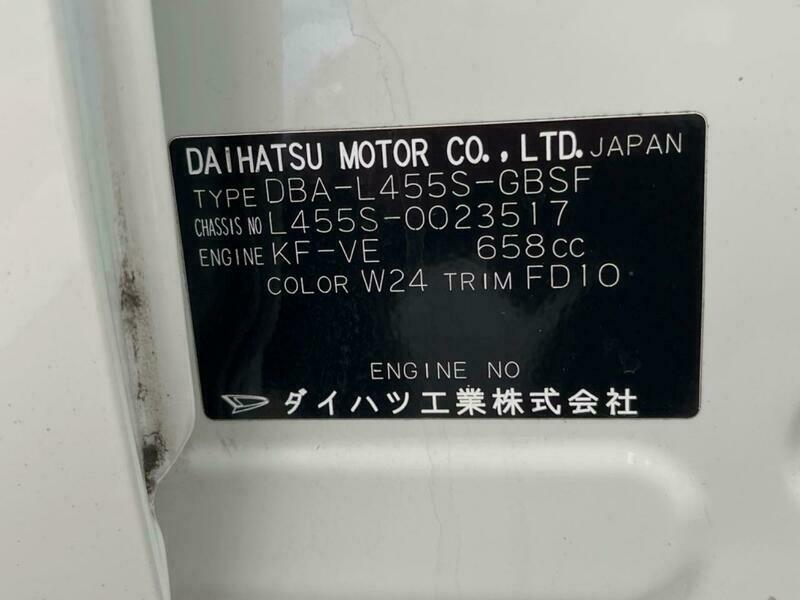 DAIHATSU MOTOR CO., LTD. JAPAN
TYPE DBA-L455S-GBSF
CHASSIS NO L455S-0023517
ENGINE KF-VE 658cc
COLOR W24 TRIM FD10
ENGINE NO
ダイハツ工業株式会社